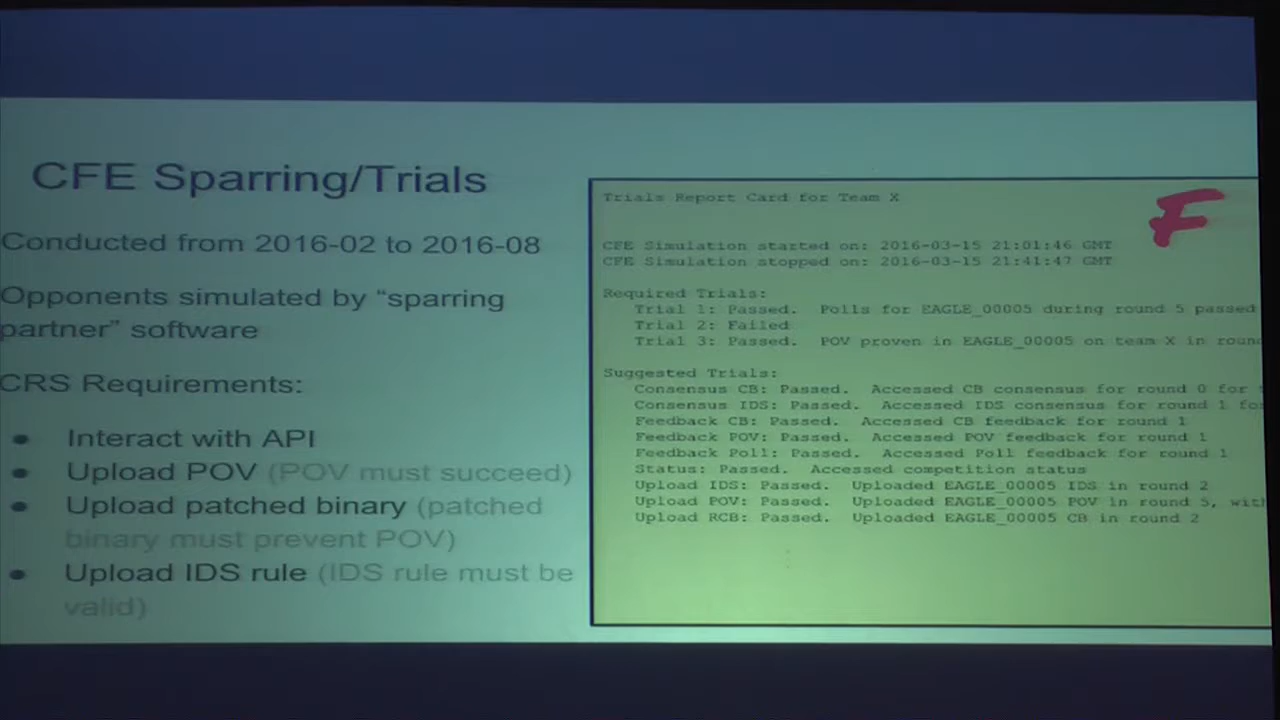 CFE Sparring/Trials
Conducted from 2016-02 to 2016-08
Opponents simulated by “sparring
partner” software
CRS Requirements:
● Interact with API
● Upload POV (POV must succeed)
● Upload patched binary (patched
binary must prevent POV)
● Upload IDS rule (IDS rule must be
valid)
Trials Report Card for Team X
F
CFE Simulation started on: 2016-03-15 21:01:46 GMT
CFE Simulation stopped on: 2016-03-15 21:41:47 GMT
Required Trials:
Trial 1: Passed. Polls for EAGLE_00005 during round 5 passed
Trial 2: Failed
Trial 3: Passed. POV proven in EAGLE_00005 on team X in roun
Suggested Trials:
Consensus CB: Passed. Accessed CB consensus for round 0 for
Consensus IDS: Passed. Accessed IDS consensus for round 1 fo
Feedback CB: Passed. Accessed CB feedback for round 1
Feedback POV: Passed. Accessed POV feedback for round 1
Feedback Poll: Passed. Accessed Poll feedback for round 1
Status: Passed. Accessed competition status
Upload IDS: Passed. Uploaded EAGLE_00005 IDS in round 2
Upload POV: Passed. Uploaded EAGLE_00005 POV in round 5, wit
Upload RCB: Passed. Uploaded EAGLE_00005 CB in round 2